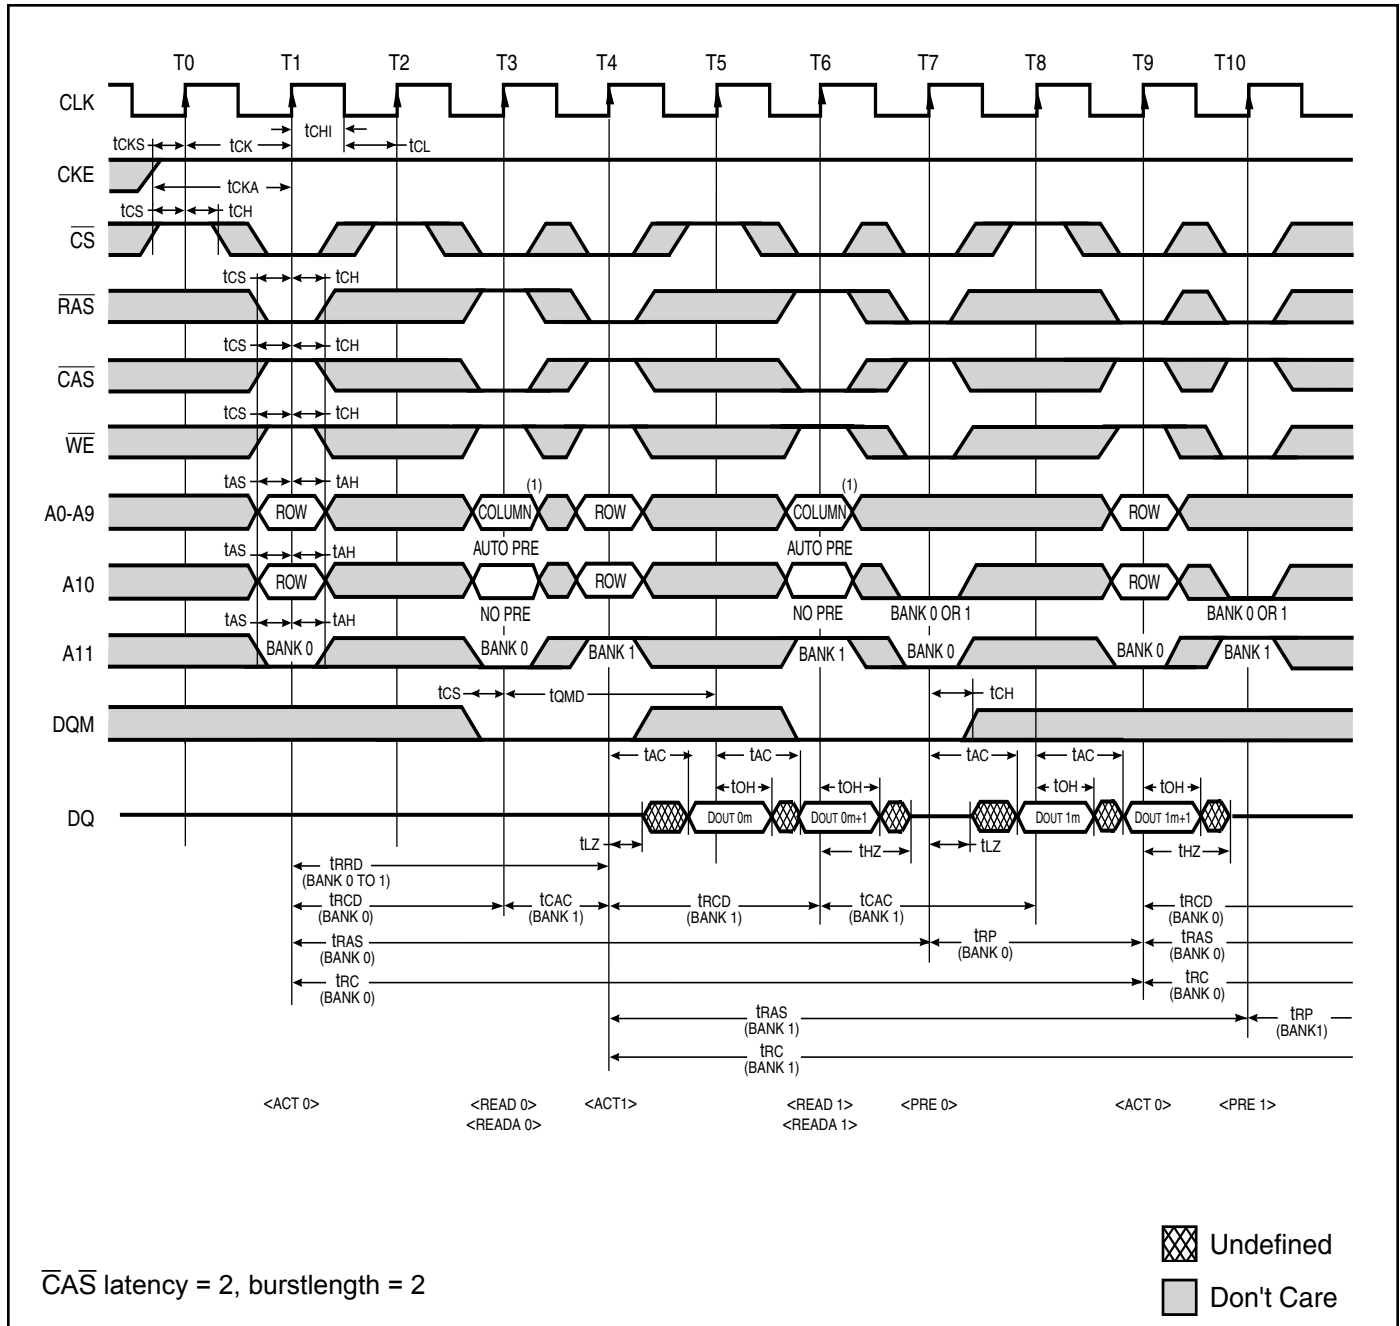 T0 T1 T2 T3 T4 T5 T6 T7 T8 T9 T10
CLK
tCHI
tCKS tCK tCL
CKE
tCKA
tCS tCH
CS
tCS tCH
RAS
tCS tCH
CAS
tCS tCH
WE
tAS tAH (1) (1)
A0-A9 ROW COLUMN ROW COLUMN ROW
tAS tAH AUTO PRE AUTO PRE
A10 ROW ROW ROW
NO PRE NO PRE BANK 0 OR 1 BANK 0 OR 1
tAS tAH
A11 BANK 0 BANK 0 BANK 1 BANK 1 BANK 0 BANK 0 BANK 1
tCS tQMD tCH
DQM
tAC tAC tAC tAC
tOH tOH tOH tOH
DQ DOUT 0m DOUT 0m+1 DOUT 1m DOUT 1m+1
tLZ tHZ tLZ tHZ
tRRD
(BANK 0 TO 1)
tRCD tCAC tRCD tCAC tRCD
(BANK 0) (BANK 1) (BANK 1) (BANK 1) (BANK 0)
tRAS tRP tRAS
(BANK 0) (BANK 0) (BANK 0)
tRC tRC
(BANK 0) (BANK 0)
tRAS tRP
(BANK 1) (BANK1)
tRC
(BANK 1)
<ACT 0> <READ 0> <ACT1> <READ 1> <PRE 0> <ACT 0> <PRE 1>
<READA 0> <READA 1>
Undefined
CAS latency = 2, burstlength = 2
Don't Care